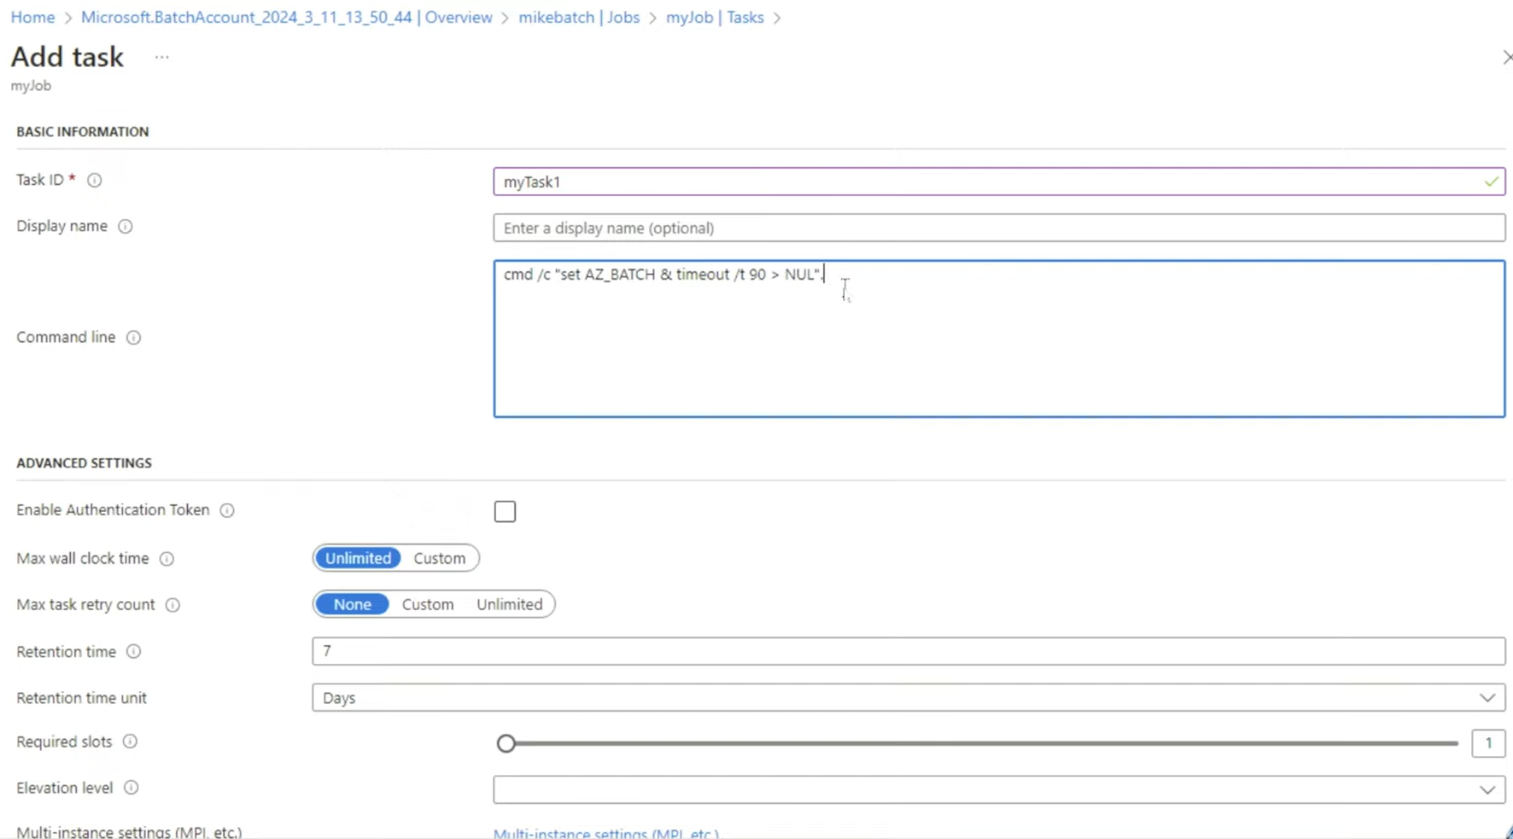 Home > Microsoft.BatchAccount_2024_3_11_13_50_44 | Overview > mikebatch | Jobs > myJob | Tasks >
Add task ...
myJob
BASIC INFORMATION
Task ID *
myTask1
Display name
Enter a display name (optional)
cmd /c "set AZ_BATCH & timeout /t 90 > NUL".
Command line
ADVANCED SETTINGS
Enable Authentication Token
Max wall clock time
Unlimited Custom
Max task retry count
None Custom Unlimited
Retention time
7
Retention time unit
Days
Required slots
1
Elevation level
Multi-instance settings (MPI, etc.)
Multi-instance settings (MPI, etc.)